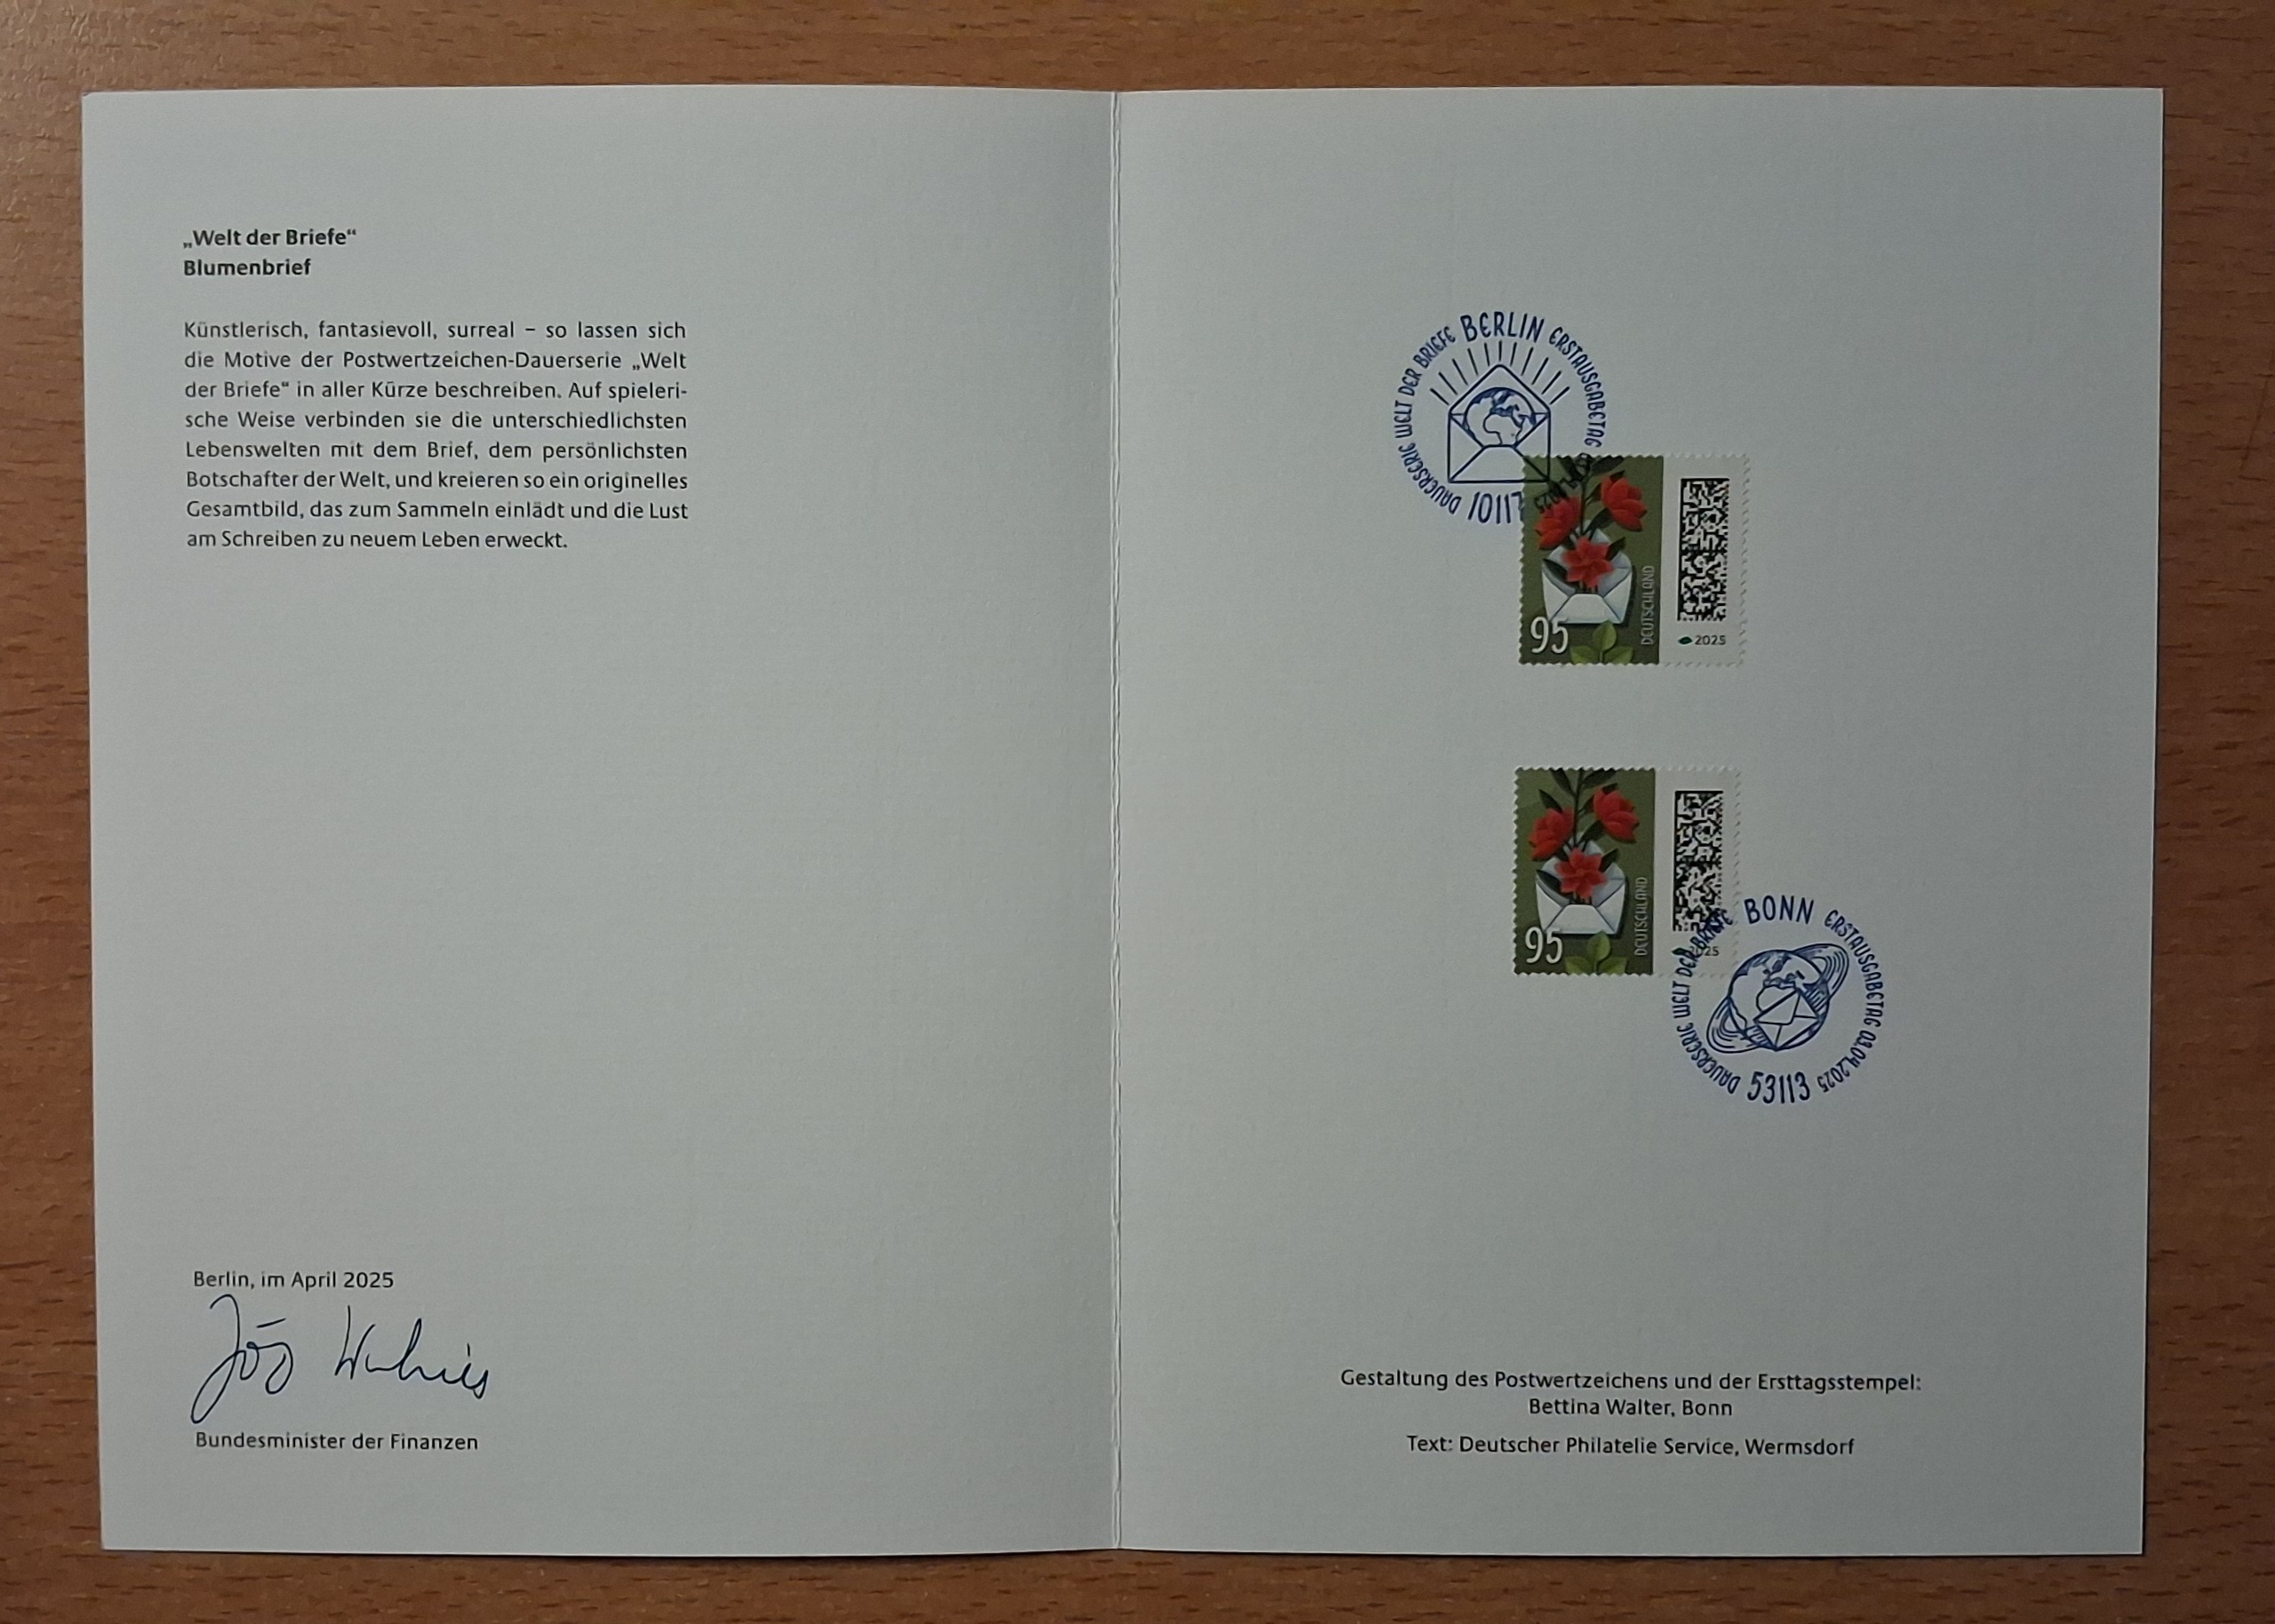 „Welt der Briefe“
Blumenbrief
Künstlerisch, fantasievoll, surreal – so lassen sich
die Motive der Postwertzeichen-Dauerserie „Welt
der Briefe“ in aller Kürze beschreiben. Auf spieleri-
sche Weise verbinden sie die unterschiedlichsten
Lebenswelten mit dem Brief, dem persönlichsten
Botschafter der Welt, und kreieren so ein originelles
Gesamtbild, das zum Sammeln einlädt und die Lust
am Schreiben zu neuem Leben erweckt.
Berlin, im April 2025
Bundesminister der Finanzen
DAUERSERIE WELT DER BRIEFE BERLIN ERSTAUSGABETAG
10117
95
DEUTSCHLAND
2025
95
DEUTSCHLAND
DAUERSERIE WELT DER BRIEFE BONN ERSTAUSGABETAG 03.04.2025
53113
Gestaltung des Postwertzeichens und der Ersttagsstempel:
Bettina Walter, Bonn
Text: Deutscher Philatelie Service, Wermsdorf